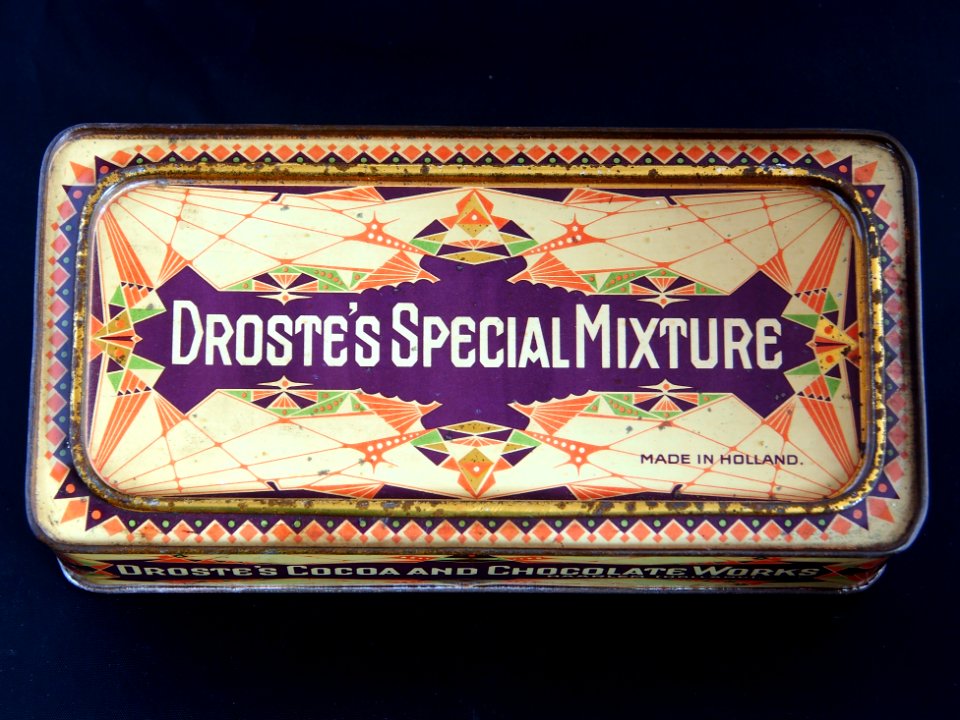 DROSTE'S SPECIAL MIXTURE
MADE IN HOLLAND.
DROSTE'S COCOA AND CHOCOLATE WORKS